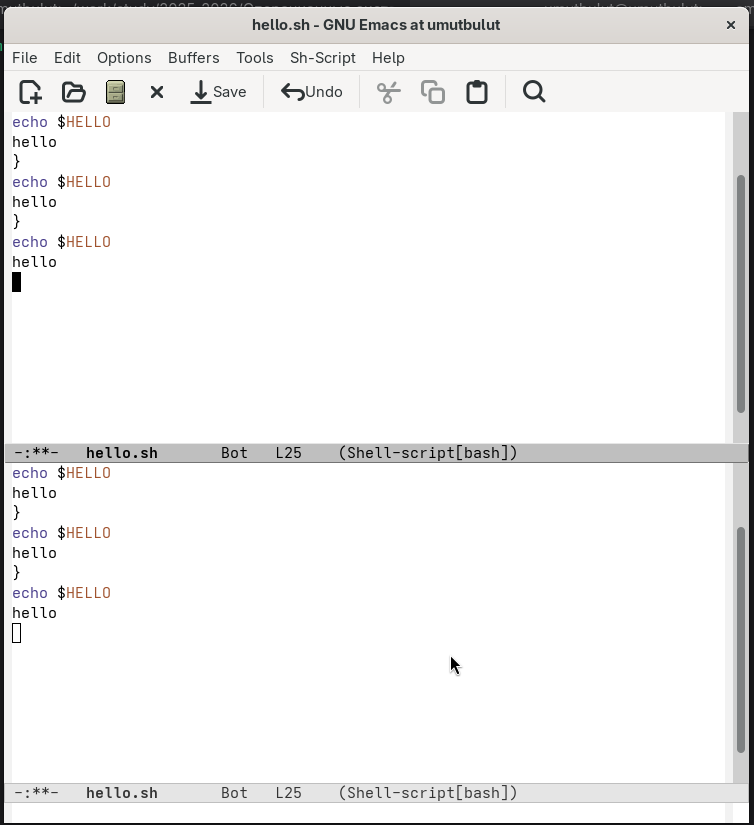 hello.sh - GNU Emacs at umutbulut
File Edit Options Buffers Tools Sh-Script Help
Save Undo
echo $HELLO
hello
}
echo $HELLO
hello
}
echo $HELLO
hello
-:**- hello.sh Bot L25 (Shell-script[bash])
echo $HELLO
hello
}
echo $HELLO
hello
}
echo $HELLO
hello
-:**- hello.sh Bot L25 (Shell-script[bash])